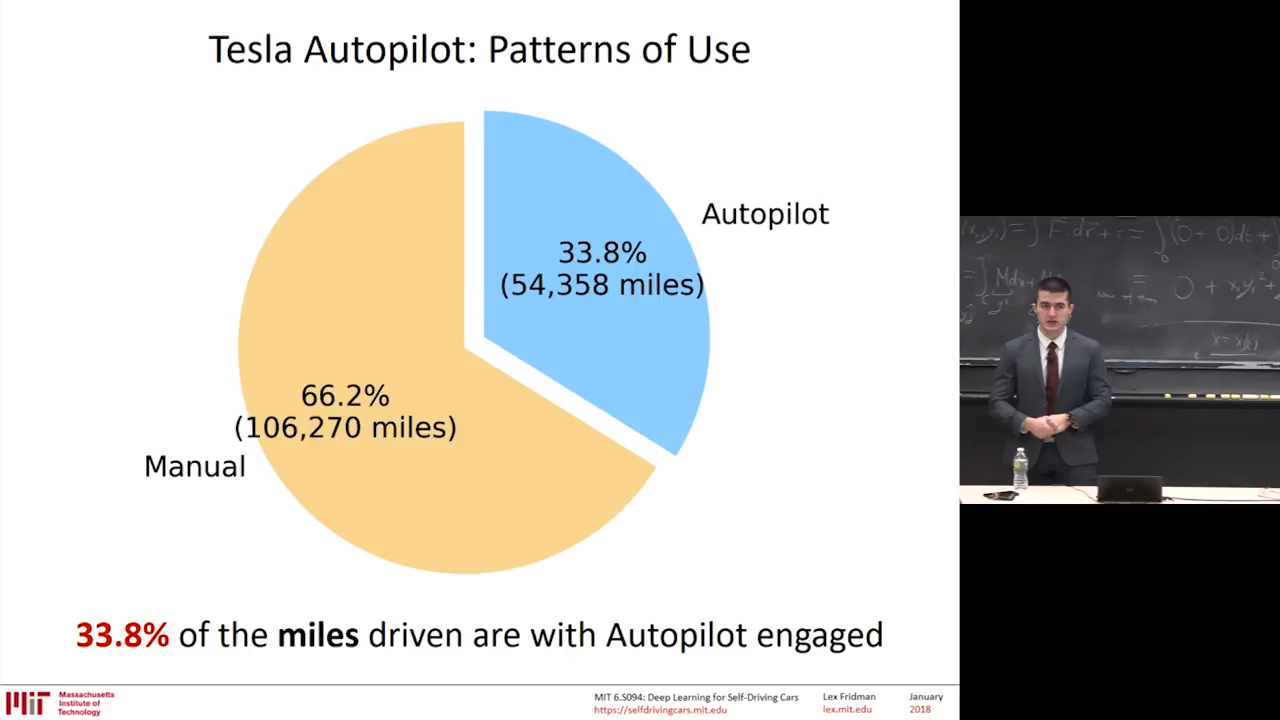 Tesla Autopilot: Patterns of Use
Autopilot
33.8%
(54,358 miles)
66.2%
(106,270 miles)
Manual
33.8% of the miles driven are with Autopilot engaged
Massachusetts
Institute of
Technology
MIT 6.S094: Deep Learning for Self-Driving Cars
https://selfdrivingcars.mit.edu
Lex Fridman
lex.mit.edu
January
2018